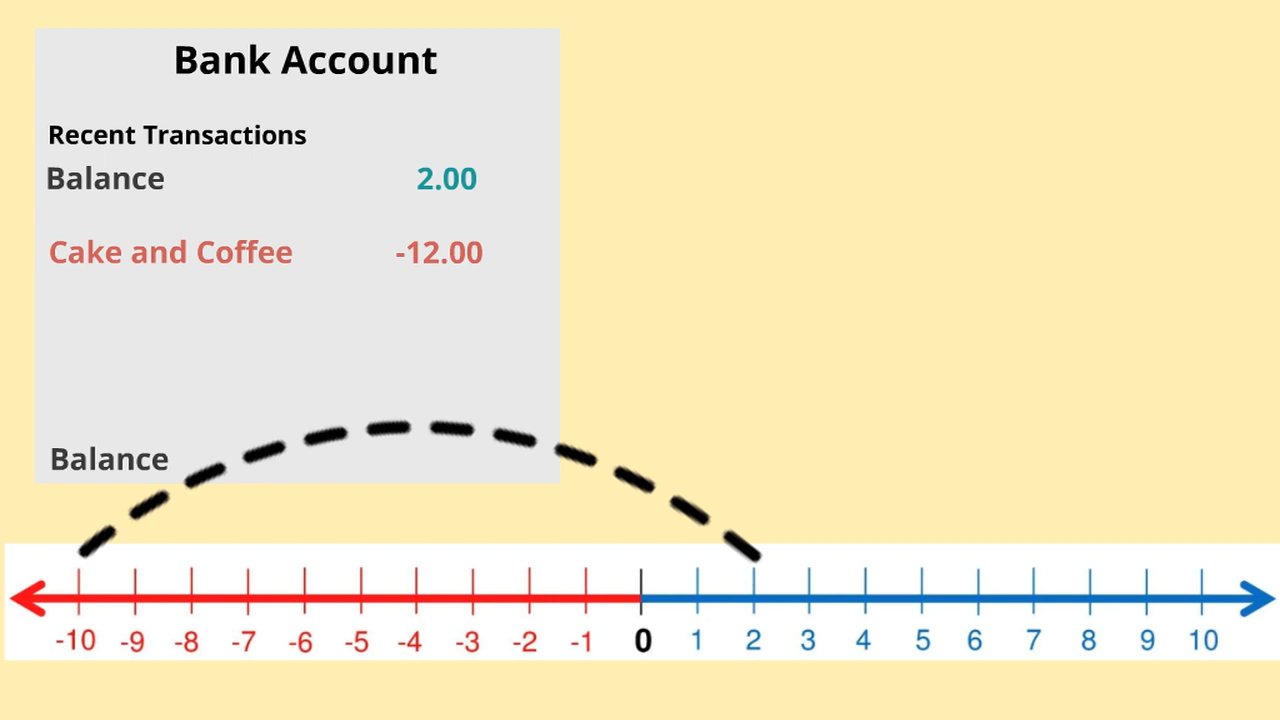 Bank Account
Recent Transactions
Balance 2.00
Cake and Coffee -12.00
Balance
-10 -9 -8 -7 -6 -5 -4 -3 -2 -1 0 1 2 3 4 5 6 7 8 9 10